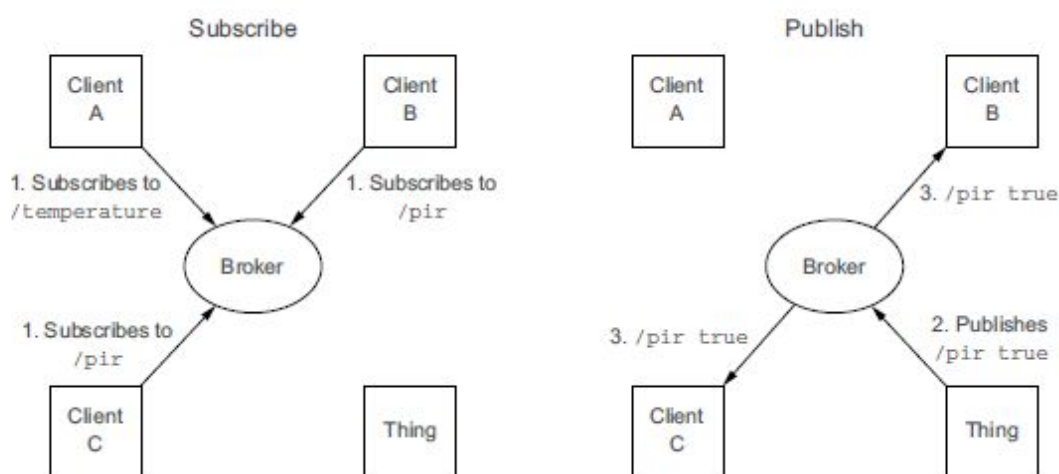 Subscribe
Client
A
Client
B
1. Subscribes to
/temperature
1. Subscribes to
/pir
Broker
1. Subscribes to
/pir
Client
C
Thing
Publish
Client
A
Client
B
3. /pir true
Broker
3. /pir true
2. Publishes
/pir true
Client
C
Thing